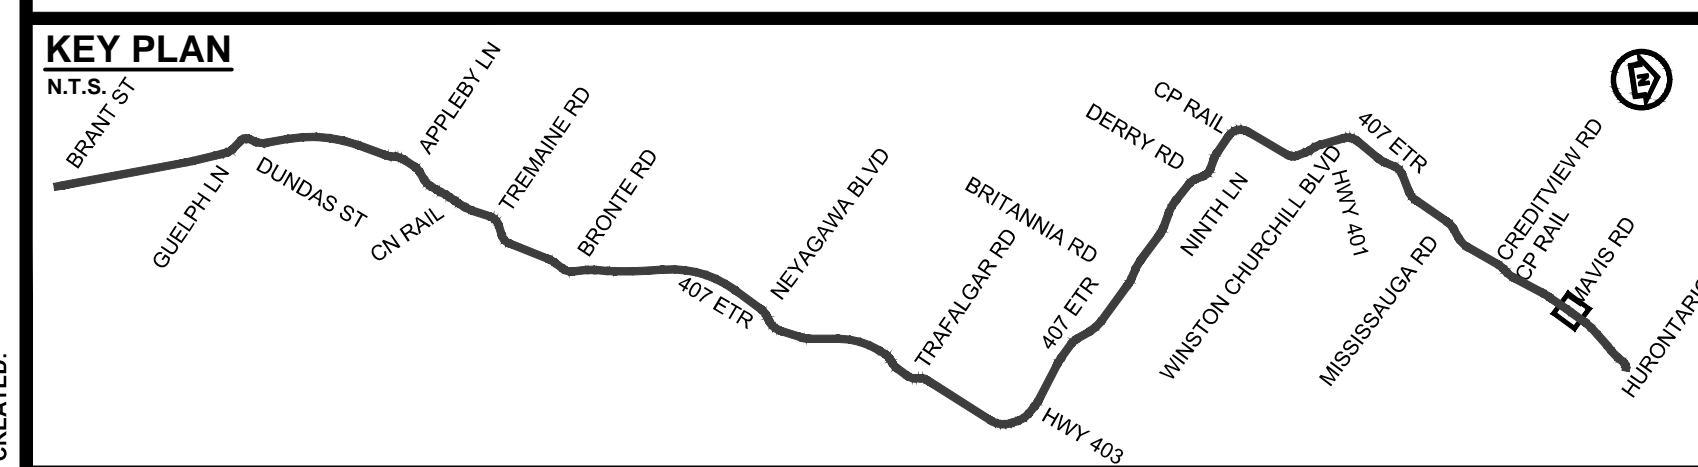 KEY PLAN
N.T.S.
BRANT ST
GUELPH LN
DUNDAS ST
APPLEBY LN
CN RAIL
TREMAINE RD
BRONTE RD
407 ETR
NEYAGAWA BLVD
TRAFALGAR RD
BRITANNIA RD
407 ETR
HWY 403
DERRY RD
CP RAIL
NINTH LN
WINSTON CHURCHILL BLVD
HWY 401
407 ETR
MISSISSAUGA RD
CREDITVIEW RD
CP RAIL
MAVIS RD
HURONTARIO
N
CREATED: